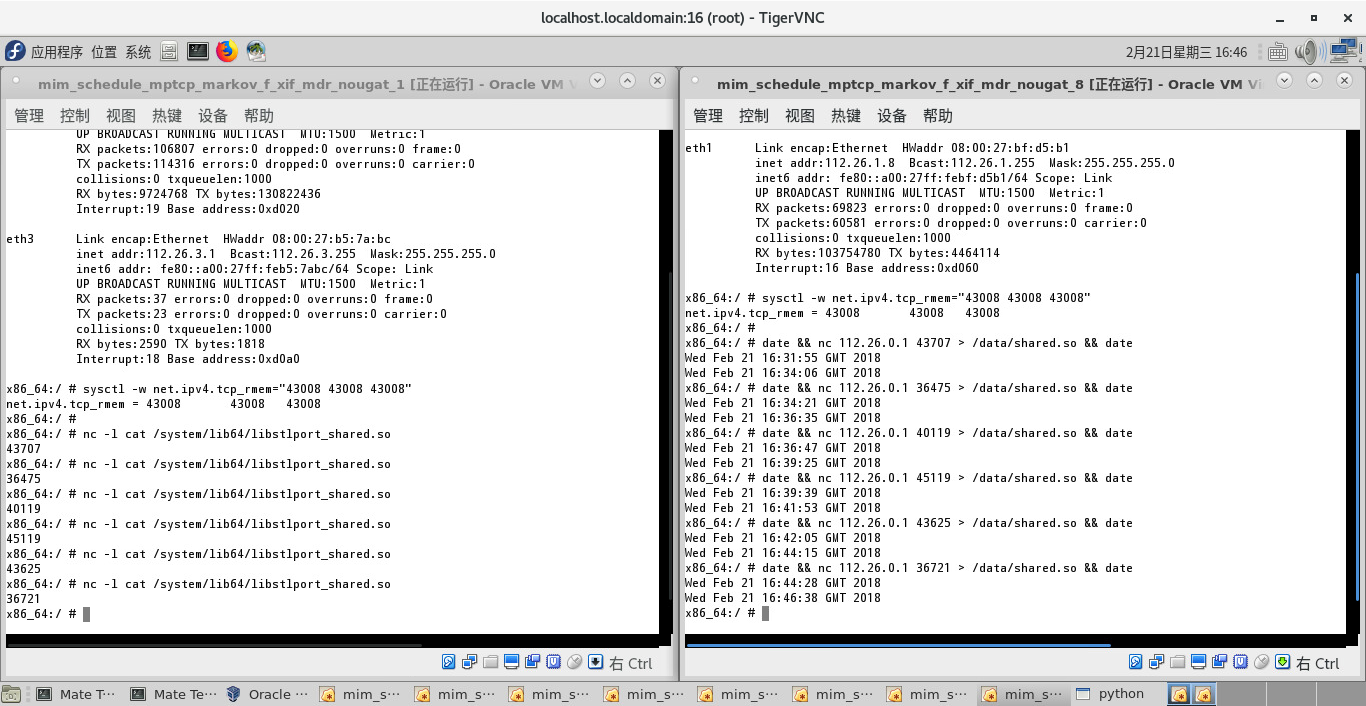 localhost.localdomain:16 (root) - TigerVNC
应用程序 位置 系统
2月21日星期三 16:46
mim_schedule_mptcp_markov_f_xif_mdr_nougat_1 [正在运行] - Oracle VM V
管理 控制 视图 热键 设备 帮助
UP BROADCAST RUNNING MULTICAST  MTU:1500  Metric:1
RX packets:106807 errors:0 dropped:0 overruns:0 frame:0
TX packets:114316 errors:0 dropped:0 overruns:0 carrier:0
collisions:0 txqueuelen:1000
RX bytes:9724768 TX bytes:130822436
Interrupt:19 Base address:0xd020
eth3      Link encap:Ethernet  HWaddr 08:00:27:b5:7a:bc
inet addr:112.26.3.1  Bcast:112.26.3.255  Mask:255.255.255.0
inet6 addr: fe80::a00:27ff:feb5:7abc/64 Scope: Link
UP BROADCAST RUNNING MULTICAST  MTU:1500  Metric:1
RX packets:37 errors:0 dropped:0 overruns:0 frame:0
TX packets:23 errors:0 dropped:0 overruns:0 carrier:0
collisions:0 txqueuelen:1000
RX bytes:2590 TX bytes:1818
Interrupt:18 Base address:0xd0a0
x86_64:/ # sysctl -w net.ipv4.tcp_rmem="43008 43008 43008"
net.ipv4.tcp_rmem = 43008       43008   43008
x86_64:/ #
x86_64:/ # nc -l cat /system/lib64/libstlport_shared.so
43707
x86_64:/ # nc -l cat /system/lib64/libstlport_shared.so
36475
x86_64:/ # nc -l cat /system/lib64/libstlport_shared.so
40119
x86_64:/ # nc -l cat /system/lib64/libstlport_shared.so
45119
x86_64:/ # nc -l cat /system/lib64/libstlport_shared.so
43625
x86_64:/ # nc -l cat /system/lib64/libstlport_shared.so
36721
x86_64:/ #
右 Ctrl
mim_schedule_mptcp_markov_f_xif_mdr_nougat_8 [正在运行] - Oracle VM Vi
管理 控制 视图 热键 设备 帮助
eth1      Link encap:Ethernet  HWaddr 08:00:27:bf:d5:b1
inet addr:112.26.1.8  Bcast:112.26.1.255  Mask:255.255.255.0
inet6 addr: fe80::a00:27ff:febf:d5b1/64 Scope: Link
UP BROADCAST RUNNING MULTICAST  MTU:1500  Metric:1
RX packets:69823 errors:0 dropped:0 overruns:0 frame:0
TX packets:60581 errors:0 dropped:0 overruns:0 carrier:0
collisions:0 txqueuelen:1000
RX bytes:103754780 TX bytes:4464114
Interrupt:16 Base address:0xd060
x86_64:/ # sysctl -w net.ipv4.tcp_rmem="43008 43008 43008"
net.ipv4.tcp_rmem = 43008       43008   43008
x86_64:/ #
x86_64:/ # date && nc 112.26.0.1 43707 > /data/shared.so && date
Wed Feb 21 16:31:55 GMT 2018
Wed Feb 21 16:34:06 GMT 2018
x86_64:/ # date && nc 112.26.0.1 36475 > /data/shared.so && date
Wed Feb 21 16:34:21 GMT 2018
Wed Feb 21 16:36:35 GMT 2018
x86_64:/ # date && nc 112.26.0.1 40119 > /data/shared.so && date
Wed Feb 21 16:36:47 GMT 2018
Wed Feb 21 16:39:25 GMT 2018
x86_64:/ # date && nc 112.26.0.1 45119 > /data/shared.so && date
Wed Feb 21 16:39:39 GMT 2018
Wed Feb 21 16:41:53 GMT 2018
x86_64:/ # date && nc 112.26.0.1 43625 > /data/shared.so && date
Wed Feb 21 16:42:05 GMT 2018
Wed Feb 21 16:44:15 GMT 2018
x86_64:/ # date && nc 112.26.0.1 36721 > /data/shared.so && date
Wed Feb 21 16:44:28 GMT 2018
Wed Feb 21 16:46:38 GMT 2018
x86_64:/ #
右 Ctrl
Mate T··· Mate Te··· Oracle ··· mim_s··· mim_s··· mim_s··· mim_s··· mim_s··· mim_s··· mim_s··· mim_s··· python